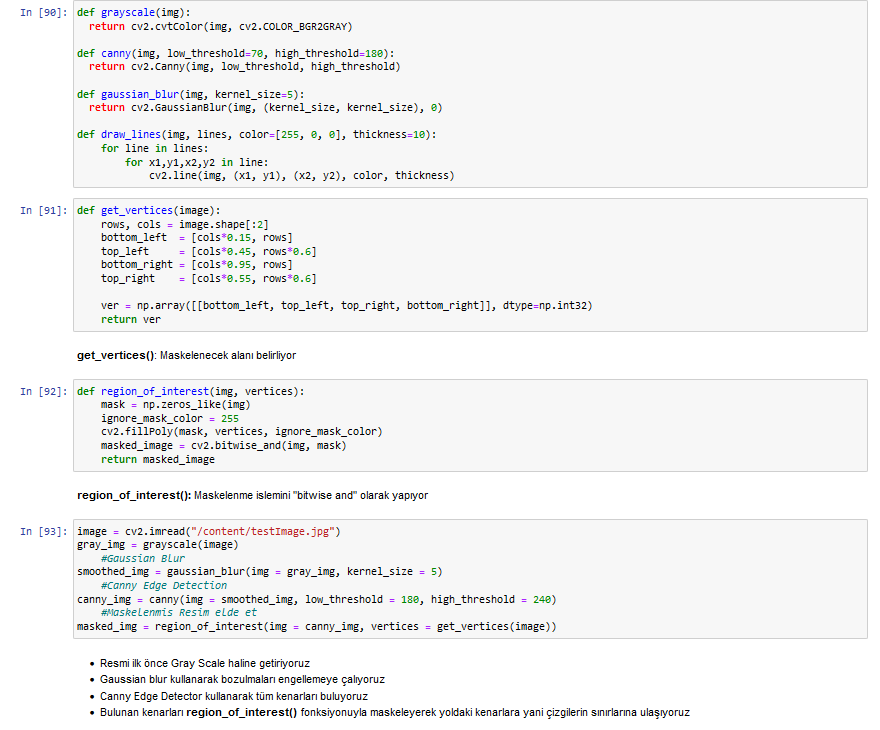 In [90]: def grayscale(img):
  return cv2.cvtColor(img, cv2.COLOR_BGR2GRAY)

def canny(img, low_threshold=70, high_threshold=180):
  return cv2.Canny(img, low_threshold, high_threshold)

def gaussian_blur(img, kernel_size=5):
  return cv2.GaussianBlur(img, (kernel_size, kernel_size), 0)

def draw_lines(img, lines, color=[255, 0, 0], thickness=10):
    for line in lines:
        for x1,y1,x2,y2 in line:
            cv2.line(img, (x1, y1), (x2, y2), color, thickness)

In [91]: def get_vertices(image):
    rows, cols = image.shape[:2]
    bottom_left  = [cols*0.15, rows]
    top_left     = [cols*0.45, rows*0.6]
    bottom_right = [cols*0.95, rows]
    top_right    = [cols*0.55, rows*0.6]

    ver = np.array([[bottom_left, top_left, top_right, bottom_right]], dtype=np.int32)
    return ver

get_vertices(): Maskelenecek alanı belirliyor

In [92]: def region_of_interest(img, vertices):
    mask = np.zeros_like(img)
    ignore_mask_color = 255
    cv2.fillPoly(mask, vertices, ignore_mask_color)
    masked_image = cv2.bitwise_and(img, mask)
    return masked_image

region_of_interest(): Maskelenme islemini "bitwise and" olarak yapıyor

In [93]: image = cv2.imread("/content/testImage.jpg")
gray_img = grayscale(image)
    #Gaussian Blur
smoothed_img = gaussian_blur(img = gray_img, kernel_size = 5)
    #Canny Edge Detection
canny_img = canny(img = smoothed_img, low_threshold = 180, high_threshold = 240)
    #Maskelenmis Resim elde et
masked_img = region_of_interest(img = canny_img, vertices = get_vertices(image))

• Resmi ilk önce Gray Scale haline getiriyoruz
• Gaussian blur kullanarak bozulmaları engellemeye çalıyoruz
• Canny Edge Detector kullanarak tüm kenarları buluyoruz
• Bulunan kenarları region_of_interest() fonksiyonuyla maskeleyerek yoldaki kenarlara yani çizgilerin sınırlarına ulaşıyoruz